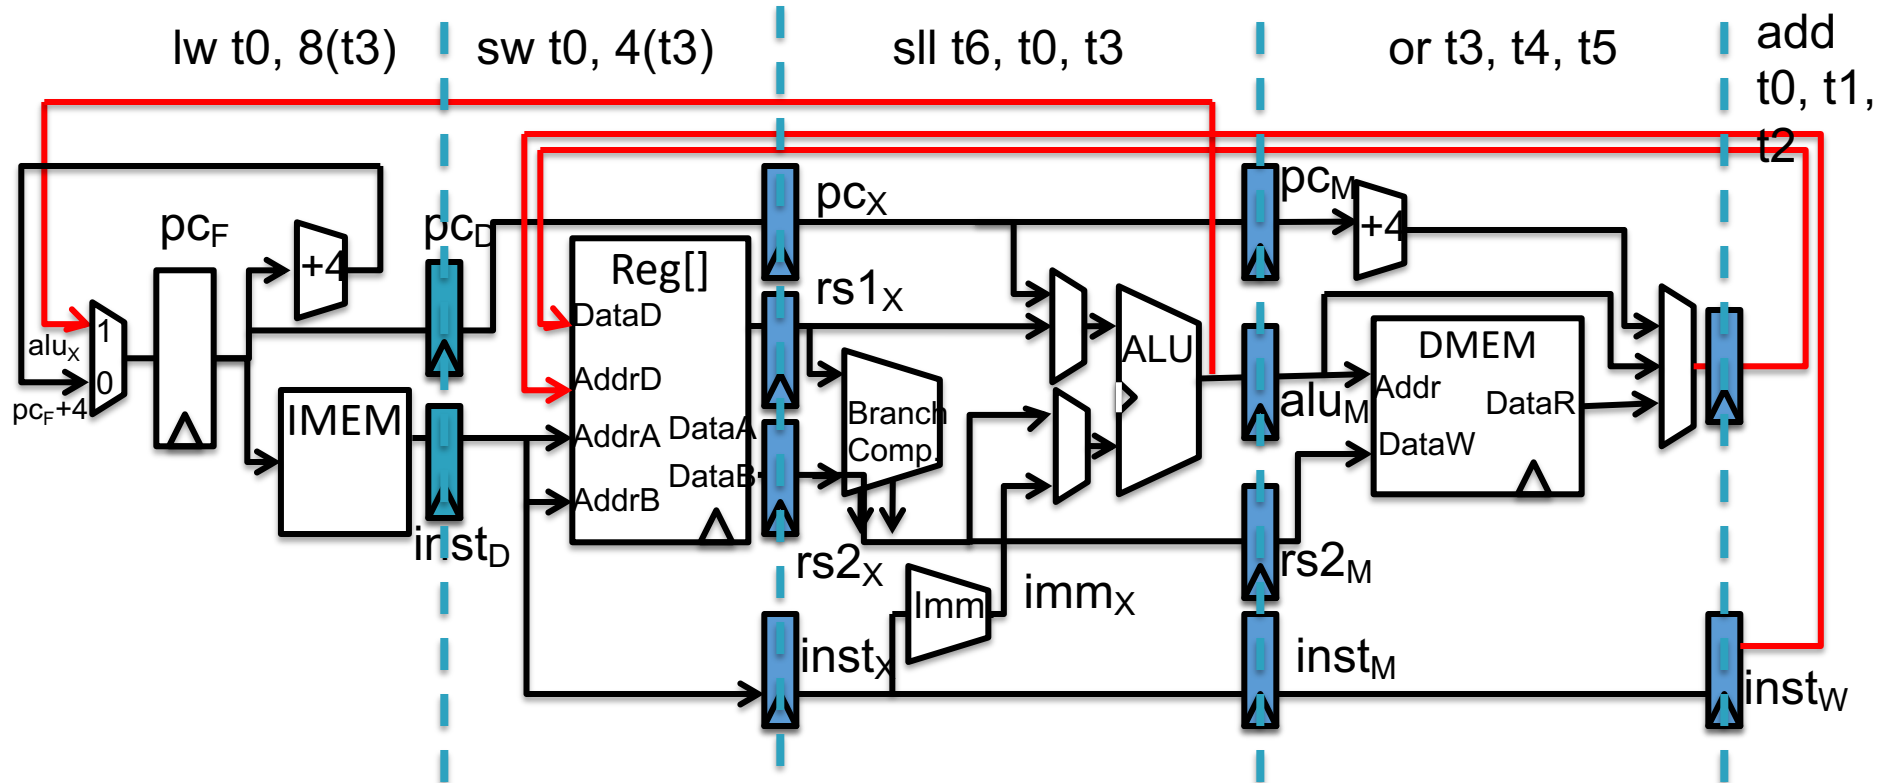 lw t0, 8(t3)
sw t0, 4(t3)
sll t6, t0, t3
or t3, t4, t5
add
t0, t1,
t2
pcF
+4
pcD
pcX
pcM
+4
Reg[]
rs1X
DataD
1
aluX
0
pcF+4
ALU
DMEM
AddrD
Addr
aluM
DataR
IMEM
Branch
Comp.
AddrA
DataA
DataW
DataB
AddrB
instD
rs2X
rs2M
Imm
immX
instX
instM
instW